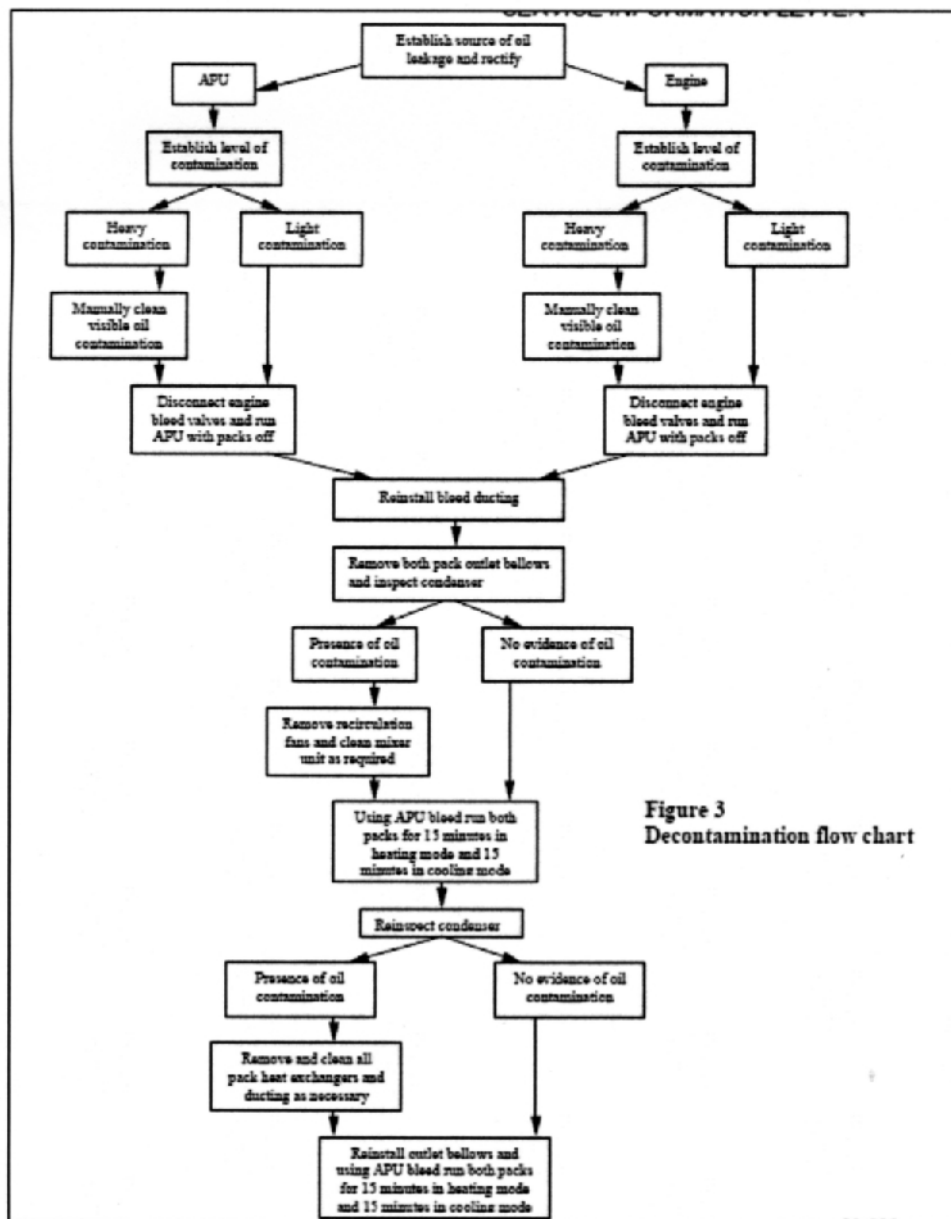 SERVICE INFORMATION LETTER
Establish source of oil
leakage and rectify
APU
Engine
Establish level of
contamination
Establish level of
contamination
Heavy
contamination
Light
contamination
Heavy
contamination
Light
contamination
Manually clean
visible oil
contamination
Manually clean
visible oil
contamination
Disconnect engine
bleed valves and run
APU with packs off
Disconnect engine
bleed valves and run
APU with packs off
Reinstall bleed ducting
Remove both pack outlet bellows
and inspect condenser
Presence of oil
contamination
No evidence of oil
contamination
Remove recirculation
fans and clean mixer
unit as required
Using APU bleed run both
packs for 15 minutes in
heating mode and 15
minutes in cooling mode
Figure 3
Decontamination flow chart
Reinspect condenser
Presence of oil
contamination
No evidence of oil
contamination
Remove and clean all
pack heat exchangers and
ducting as necessary
Reinstall outlet bellows and
using APU bleed run both packs
for 15 minutes in heating mode
and 15 minutes in cooling mode